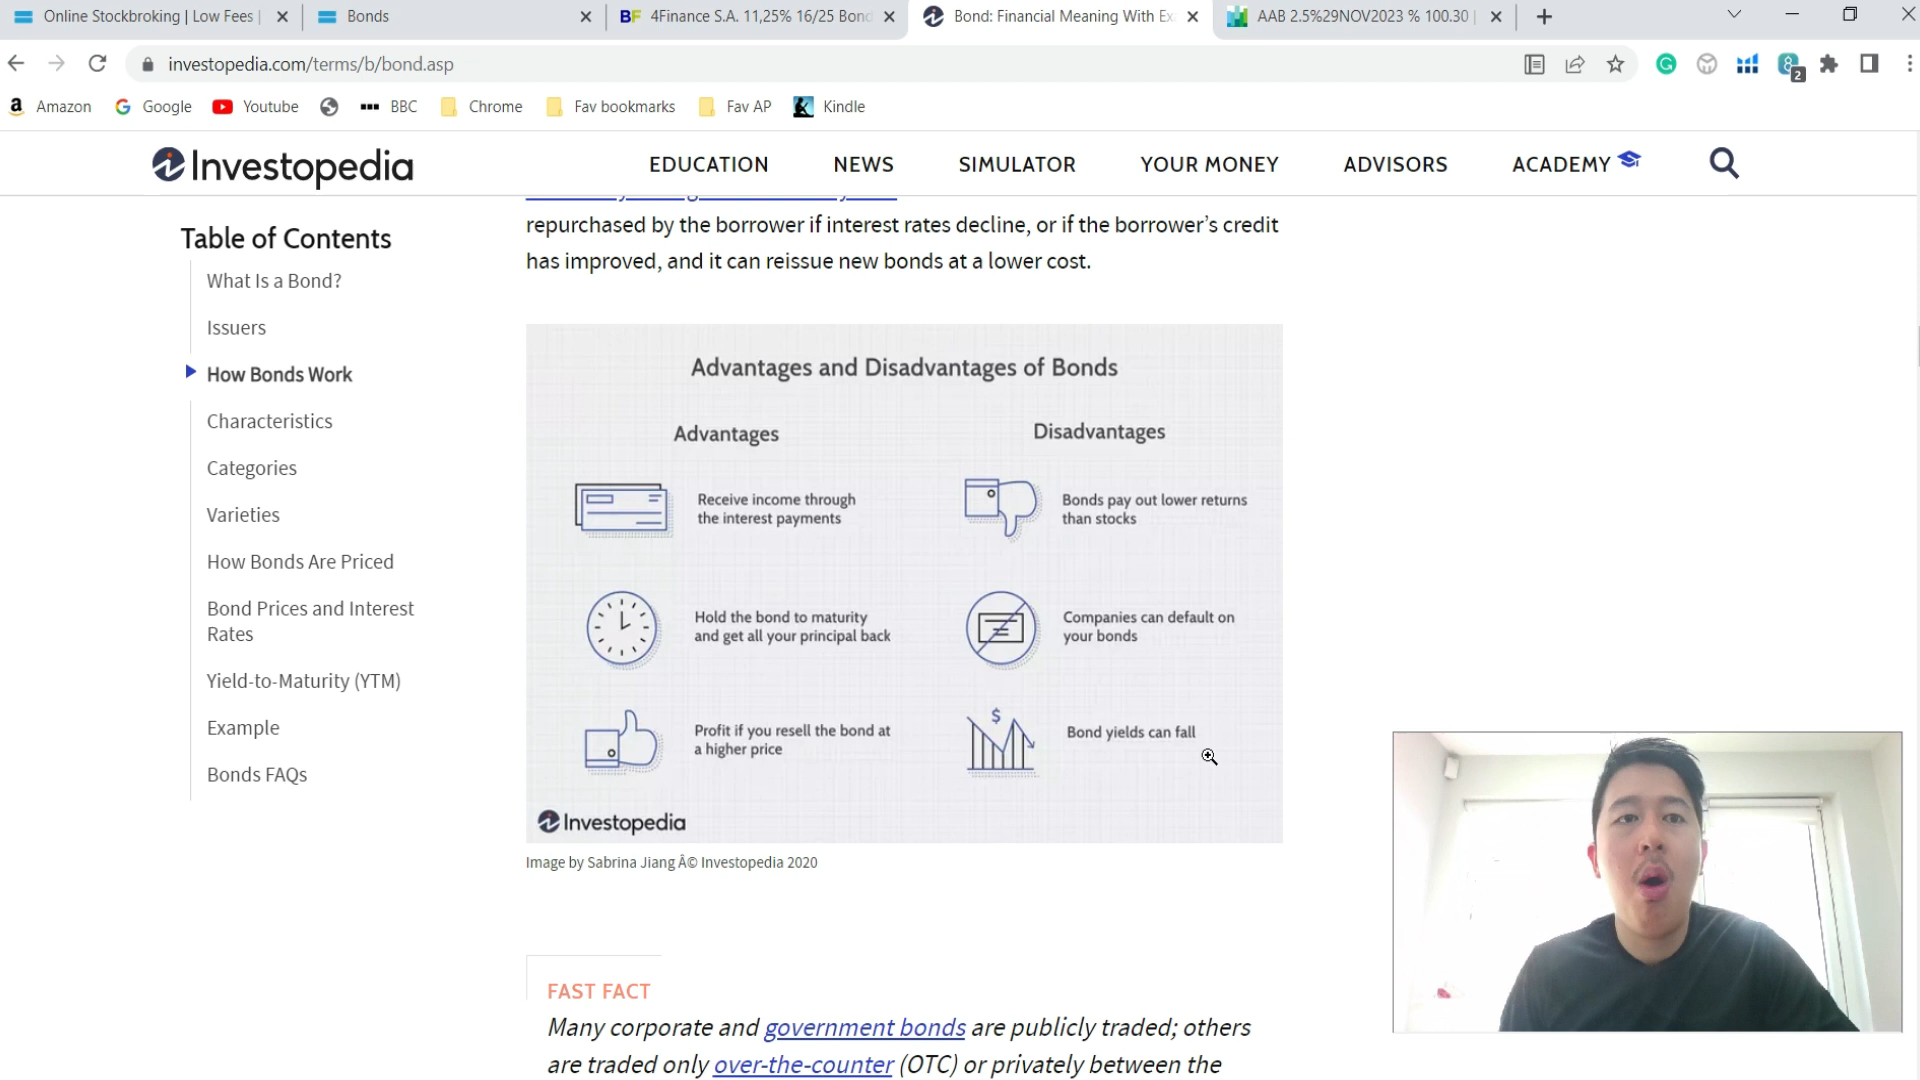 Online Stockbroking | Low Fees |
Bonds
BF 4Finance S.A. 11,25% 16/25 Bond
Bond: Financial Meaning With Ex
AAB 2.5%29NOV2023 % 100.30 |
investopedia.com/terms/b/bond.asp
2
Amazon
Google
Youtube
BBC
Chrome
Fav bookmarks
Fav AP
Kindle
Investopedia
EDUCATION
NEWS
SIMULATOR
YOUR MONEY
ADVISORS
ACADEMY
Table of Contents
What Is a Bond?
Issuers
How Bonds Work
Characteristics
Categories
Varieties
How Bonds Are Priced
Bond Prices and Interest
Rates
Yield-to-Maturity (YTM)
Example
Bonds FAQs
repurchased by the borrower if interest rates decline, or if the borrower’s credit
has improved, and it can reissue new bonds at a lower cost.
Advantages and Disadvantages of Bonds
Advantages
Receive income through
the interest payments
Hold the bond to maturity
and get all your principal back
Profit if you resell the bond at
a higher price
Disadvantages
Bonds pay out lower returns
than stocks
Companies can default on
your bonds
$
Bond yields can fall
Investopedia
Image by Sabrina Jiang Â© Investopedia 2020
FAST FACT
Many corporate and government bonds are publicly traded; others
are traded only over-the-counter (OTC) or privately between the